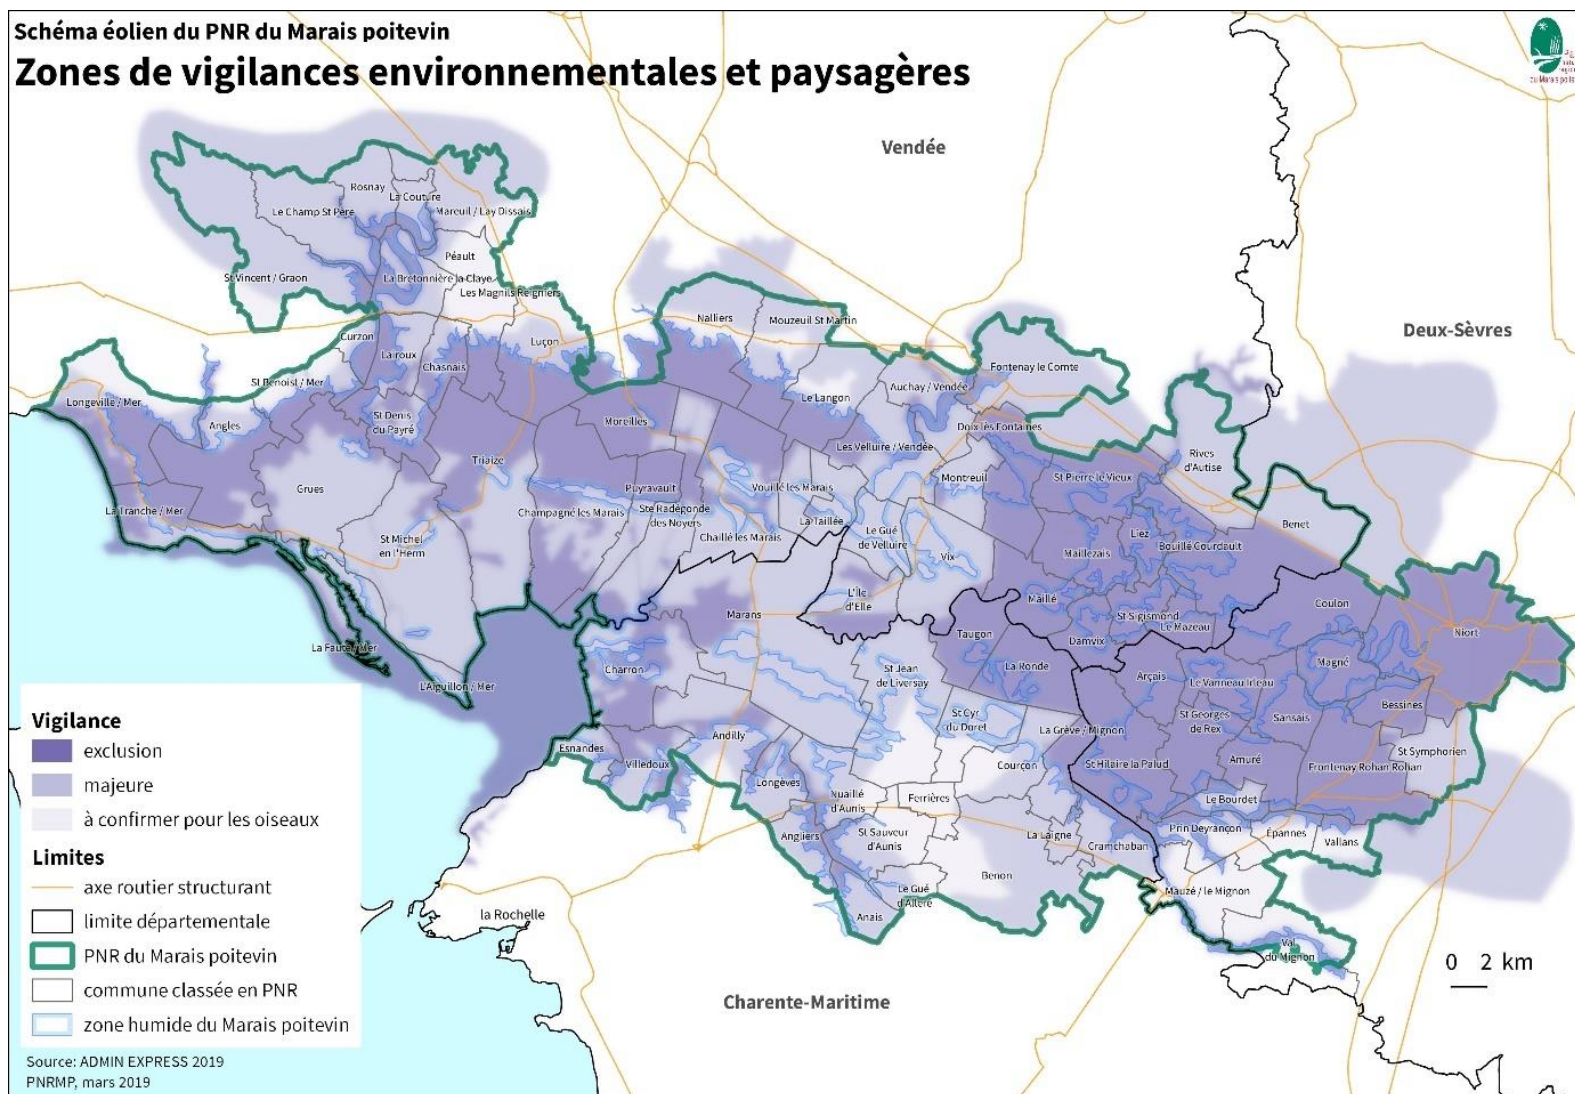 Schéma éolien du PNR du Marais poitevin
Zones de vigilances environnementales et paysagères
Vendée
Deux-Sèvres
Charente-Maritime
Rosnay
La Couture
Le Champ St Père
Mareuil / Lay Dissais
Péault
St Vincent / Graon
La Bretonnière la Claye
Les Magnils Reigniers
Nalliers
Mouzeuil St Martin
Curzon
Luçon
Lairoux
Chasnais
Fontenay le Comte
St Benoist / Mer
Auchay / Vendée
Longeville / Mer
Le Langon
Angles
St Denis
du Payré
Moreilles
Doix lès Fontaines
Les Velluire / Vendée
Rives
d'Autise
Triaize
Montreuil
St Pierre le Vieux
Grues
Puyravault
Vouillé les Marais
La Tranche / Mer
Champagné les Marais
Ste Radégonde
des Noyers
La Taillée
Benet
St Michel
en l'Herm
Chaillé les Marais
Le Gué
de Velluire
Vix
Liez
Maillezais
Bouillé Courdault
L'Île
d'Elle
Maillé
Marans
St Sigismond
Le Mazeau
Coulon
Taugon
Damvix
Niort
La Faute / Mer
Charron
La Ronde
Magné
St Jean
de Liversay
Arçais
Le Vanneau Irleau
L'Aiguillon / Mer
Bessines
St Cyr
du Doret
St Georges
de Rex
Sansais
Andilly
La Grève / Mignon
Esnandes
St Symphorien
Villedoux
Courçon
St Hilaire la Palud
Amuré
Frontenay Rohan Rohan
Longèves
Nuaillé
d'Aunis
Ferrières
Le Bourdet
Angliers
St Sauveur
d'Aunis
La Laigne
Cramchaban
Prin Deyrançon
Épannes
Vallans
Benon
Le Gué
d'Alleré
Mauzé / le Mignon
Anais
Val
du Mignon
la Rochelle
Vigilance
exclusion
majeure
à confirmer pour les oiseaux
Limites
axe routier structurant
limite départementale
PNR du Marais poitevin
commune classée en PNR
zone humide du Marais poitevin
Source: ADMIN EXPRESS 2019
PNRMP, mars 2019
0 2 km